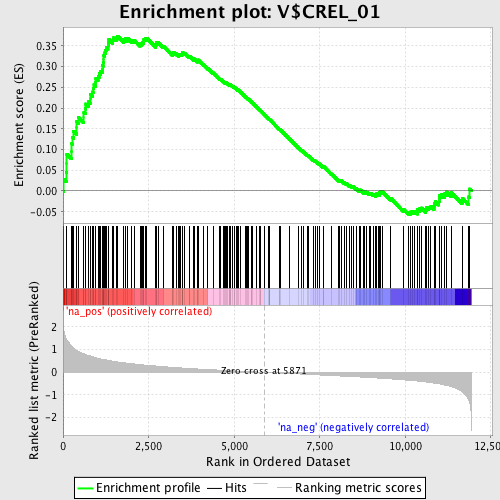 Enrichment plot: V$CREL_01
Enrichment score (ES)
0.35
0.30
0.25
0.20
0.15
0.10
0.05
0.00
-0.05
'na_pos' (positively correlated)
Ranked list metric (PreRanked)
2
1
0
-1
-2
Zero cross at 5871
'na_neg' (negatively correlated)
0 2,500 5,000 7,500 10,000 12,500
Rank in Ordered Dataset
Enrichment profile Hits Ranking metric scores